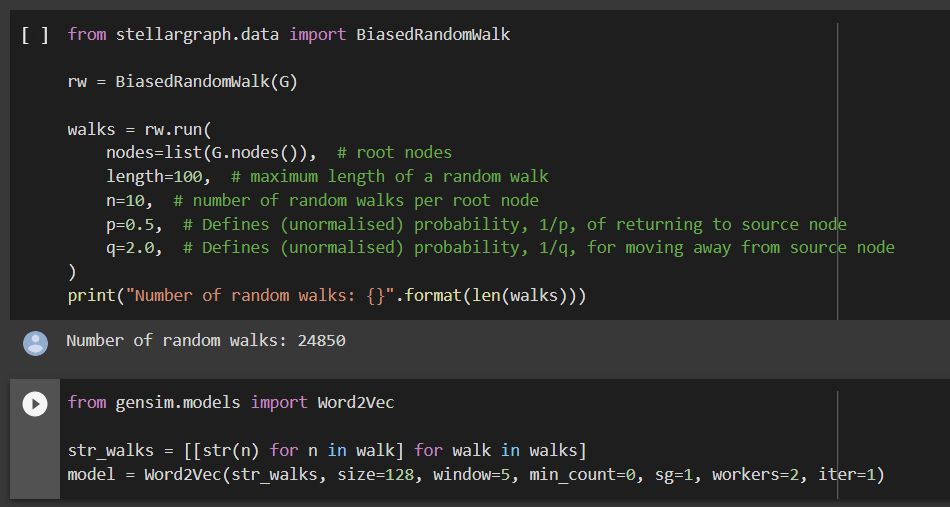 [ ] from stellargraph.data import BiasedRandomWalk
rw = BiasedRandomWalk(G)
walks = rw.run(
    nodes=list(G.nodes()),  # root nodes
    length=100,  # maximum length of a random walk
    n=10,  # number of random walks per root node
    p=0.5,  # Defines (unormalised) probability, 1/p, of returning to source node
    q=2.0,  # Defines (unormalised) probability, 1/q, for moving away from source node
)
print("Number of random walks: {}".format(len(walks)))
Number of random walks: 24850
from gensim.models import Word2Vec
str_walks = [[str(n) for n in walk] for walk in walks]
model = Word2Vec(str_walks, size=128, window=5, min_count=0, sg=1, workers=2, iter=1)